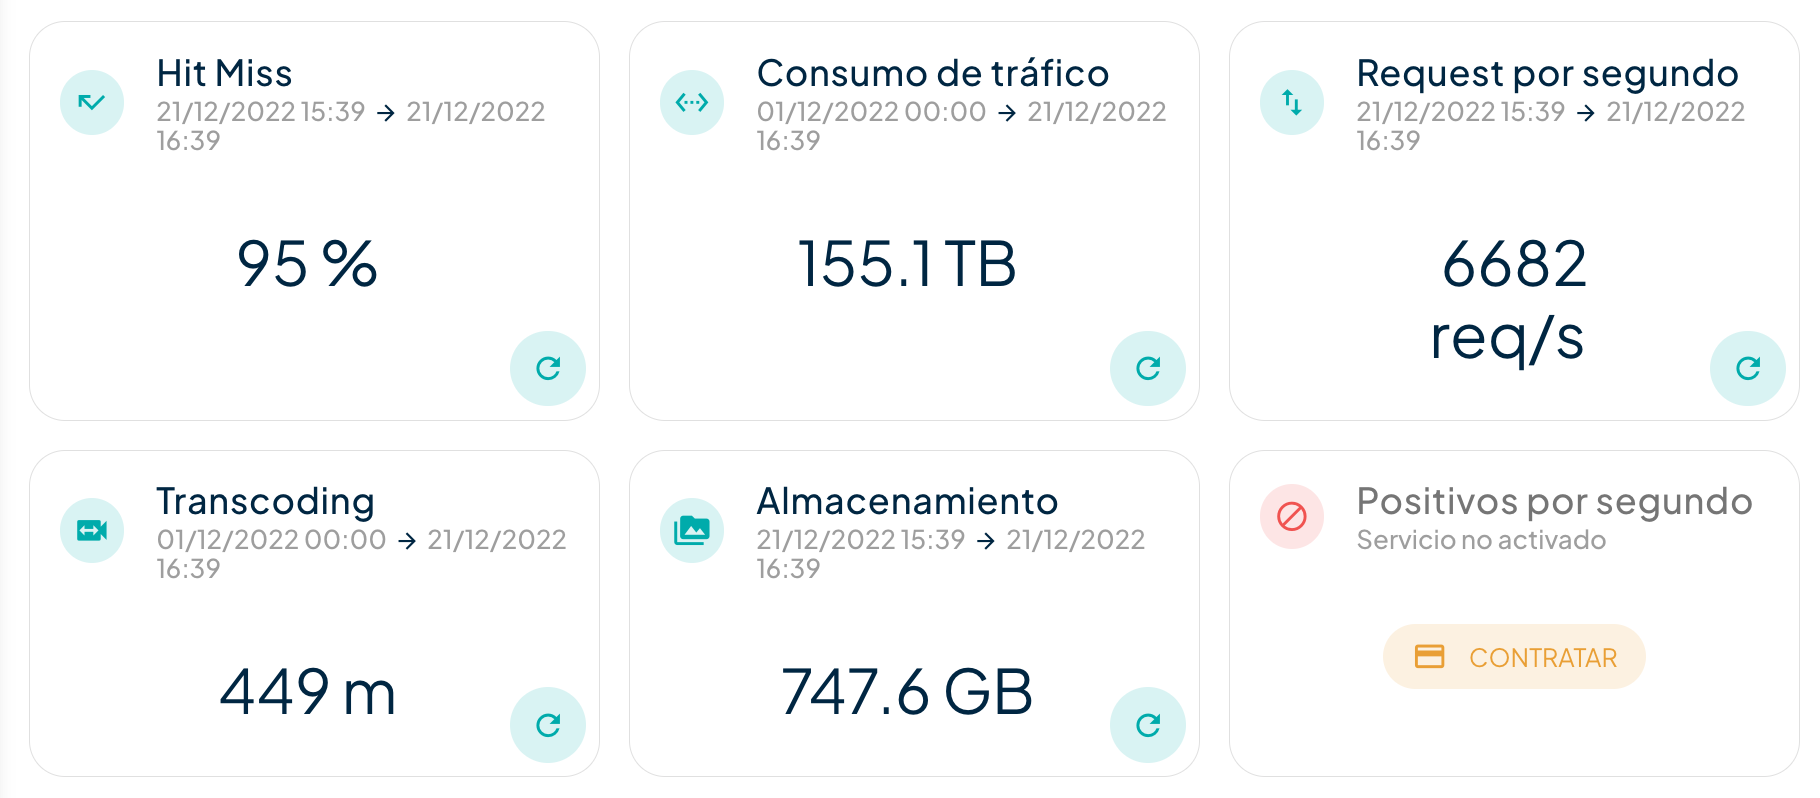 Hit Miss
21/12/2022 15:39 → 21/12/2022
16:39
95 %
Consumo de tráfico
01/12/2022 00:00 → 21/12/2022
16:39
155.1 TB
Request por segundo
21/12/2022 15:39 → 21/12/2022
16:39
6682
req/s
Transcoding
01/12/2022 00:00 → 21/12/2022
16:39
449 m
Almacenamiento
21/12/2022 15:39 → 21/12/2022
16:39
747.6 GB
Positivos por segundo
Servicio no activado
CONTRATAR